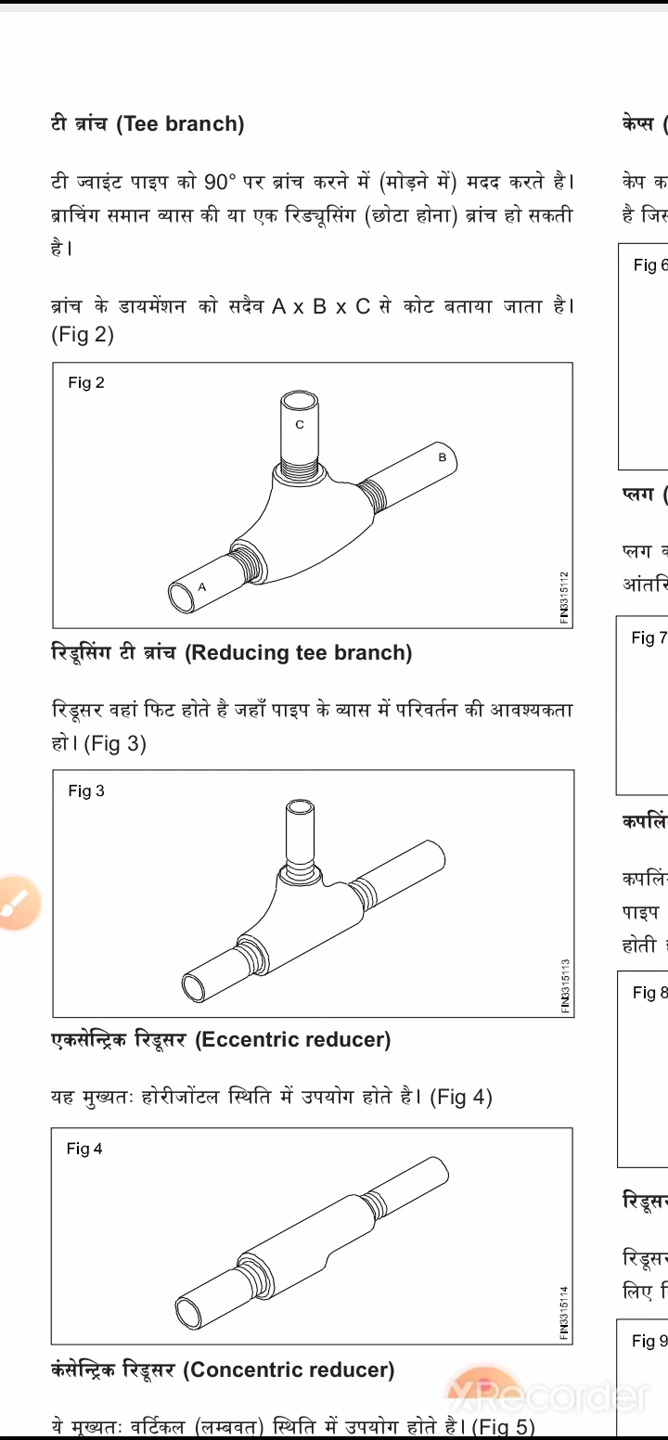 टी ब्रांच (Tee branch)
टी ज्वाइंट पाइप को 90° पर ब्रांच करने में (मोड़ने में) मदद करते है।
ब्राचिंग समान व्यास की या एक रिड्यूसिंग (छोटा होना) ब्रांच हो सकती
है।
ब्रांच के डायमेंशन को सदैव A x B x C से कोट बताया जाता है।
(Fig 2)
Fig 2
C
B
A
FIN3315112
रिडूसिंग टी ब्रांच (Reducing tee branch)
रिडूसर वहां फिट होते है जहाँ पाइप के व्यास में परिवर्तन की आवश्यकता
हो। (Fig 3)
Fig 3
FIN3315113
एकसेन्ट्रिक रिडूसर (Eccentric reducer)
यह मुख्यतः होरीजोंटल स्थिति में उपयोग होते है। (Fig 4)
Fig 4
FIN3315114
कंसेन्ट्रिक रिडूसर (Concentric reducer)
ये मुख्यतः वर्टिकल (लम्बवत) स्थिति में उपयोग होते है। (Fig 5)
केप्स (
केप
है
Fig 6
प्लग (
प्लग
Fig 7
पाइप
होती
Fig 8
लिए
Fig 9
XRecorder